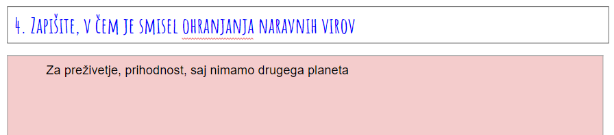 4. Zapišite, v čem je smisel ohranjanja naravnih virov
Za preživetje, prihodnost, saj nimamo drugega planeta